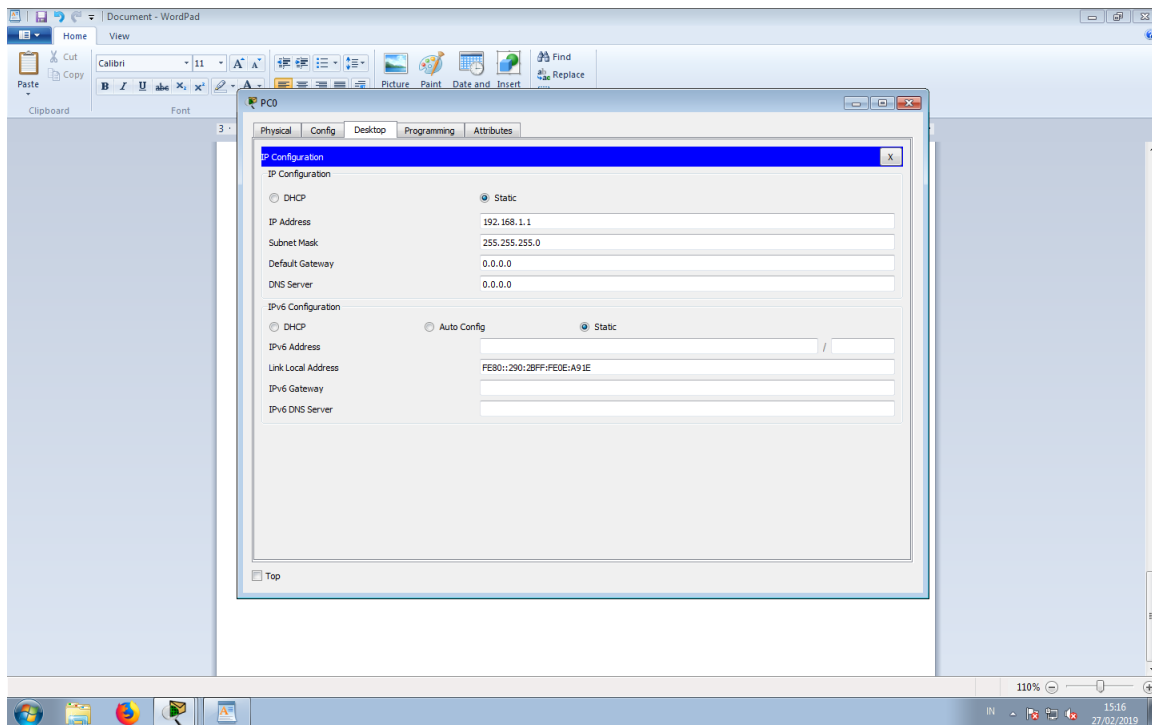 Document - WordPad
Home View
Cut
Copy
Paste
Clipboard
Calibri 11 A A
B I U abc X₂ X² A
Font
Picture Paint Date and Insert
Find
Replace
3
PC0
Physical Config Desktop Programming Attributes
IP Configuration X
IP Configuration
DHCP Static
IP Address 192.168.1.1
Subnet Mask 255.255.255.0
Default Gateway 0.0.0.0
DNS Server 0.0.0.0
IPv6 Configuration
DHCP Auto Config Static
IPv6 Address /
Link Local Address FE80::290:2BFF:FE0E:A91E
IPv6 Gateway
IPv6 DNS Server
Top
110%
IN 15:16
27/02/2019